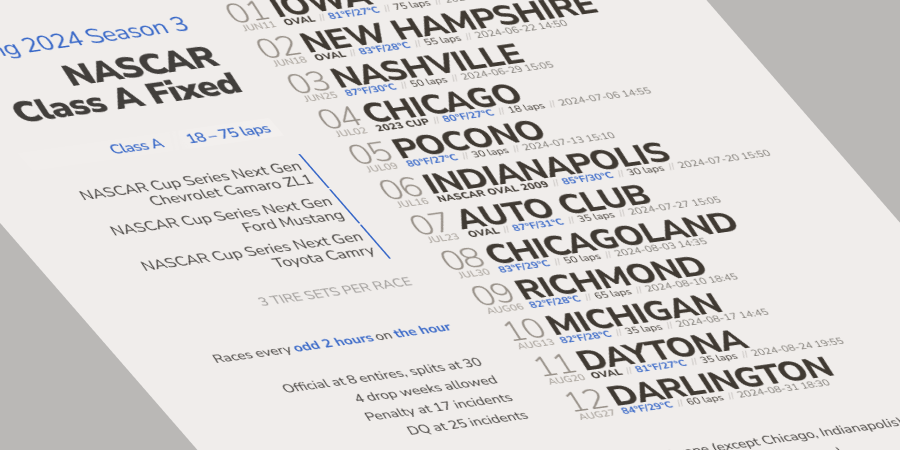 ng 2024 Season 3
NASCAR
Class A Fixed
Class A 18–75 laps
NASCAR Cup Series Next Gen
Chevrolet Camaro ZL1
NASCAR Cup Series Next Gen
Ford Mustang
NASCAR Cup Series Next Gen
Toyota Camry
3 TIRE SETS PER RACE
Races every odd 2 hours on the hour
Official at 8 entires, splits at 30
4 drop weeks allowed
Penalty at 17 incidents
DQ at 25 incidents
01 IOWA
JUN11 OVAL // 81°F/27°C // 75 laps //
02 NEW HAMPSHIRE
JUN18 OVAL // 83°F/28°C // 55 laps // 2024-06-22 14:50
03 NASHVILLE
JUN25 87°F/30°C // 50 laps // 2024-06-29 15:05
04 CHICAGO
JUL02 2023 CUP // 80°F/27°C // 18 laps // 2024-07-06 14:55
05 POCONO
JUL09 80°F/27°C // 30 laps // 2024-07-13 15:10
06 INDIANAPOLIS
JUL16 NASCAR OVAL 2009 // 85°F/30°C // 30 laps // 2024-07-20 15:50
07 AUTO CLUB
JUL23 OVAL // 87°F/31°C // 35 laps // 2024-07-27 15:05
08 CHICAGOLAND
JUL30 83°F/29°C // 50 laps // 2024-08-03 14:35
09 RICHMOND
AUG06 82°F/28°C // 65 laps // 2024-08-10 18:45
10 MICHIGAN
AUG13 82°F/28°C // 35 laps // 2024-08-17 14:45
11 DAYTONA
AUG20 OVAL // 81°F/27°C // 35 laps // 2024-08-24 19:55
12 DARLINGTON
AUG27 84°F/29°C // 60 laps // 2024-08-31 18:30
(except Chicago, Indianapolis